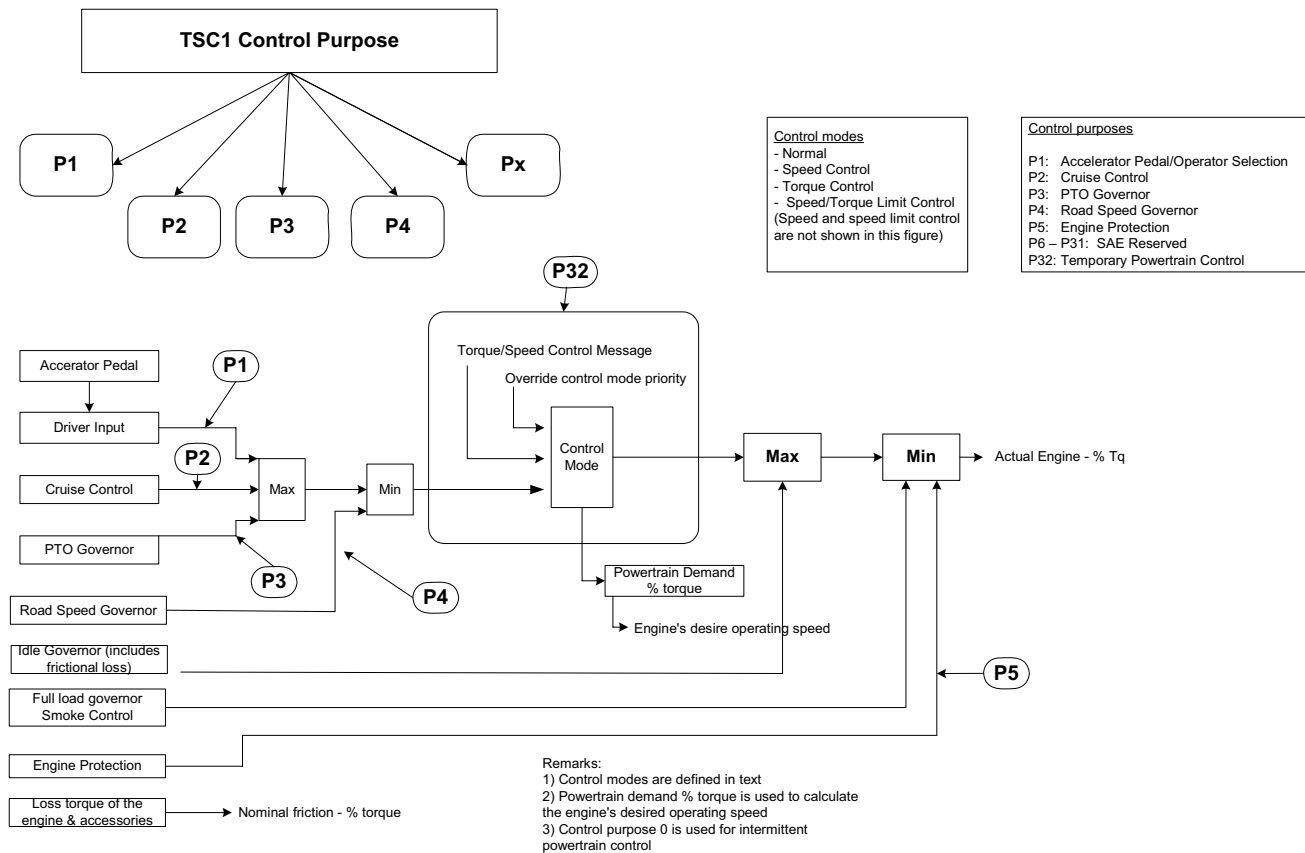 TSC1 Control Purpose
P1
P2
P3
P4
Px
Control modes
- Normal
- Speed Control
- Torque Control
- Speed/Torque Limit Control
(Speed and speed limit control
are not shown in this figure)
Control purposes
P1: Accelerator Pedal/Operator Selection
P2: Cruise Control
P3: PTO Governor
P4: Road Speed Governor
P5: Engine Protection
P6 – P31: SAE Reserved
P32: Temporary Powertrain Control
P32
Torque/Speed Control Message
Override control mode priority
Accerator Pedal
P1
Driver Input
P2
Cruise Control
Max
Min
Control
Mode
Max
Min
Actual Engine - % Tq
PTO Governor
P3
P4
Powertrain Demand
% torque
Road Speed Governor
Engine's desire operating speed
Idle Governor (includes
frictional loss)
P5
Full load governor
Smoke Control
Engine Protection
Loss torque of the
engine & accessories
Nominal friction - % torque
Remarks:
1) Control modes are defined in text
2) Powertrain demand % torque is used to calculate
the engine's desired operating speed
3) Control purpose 0 is used for intermittent
powertrain control